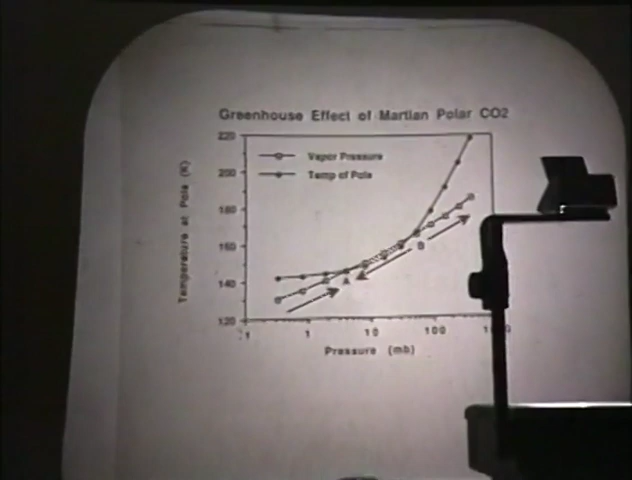 Greenhouse Effect of Martian Polar CO2
220
Vapor Pressure
200
Temp of Pole
180
160
B
140
A
120
Temperature at Pole (K)
.1
1
10
100
Pressure (mb)